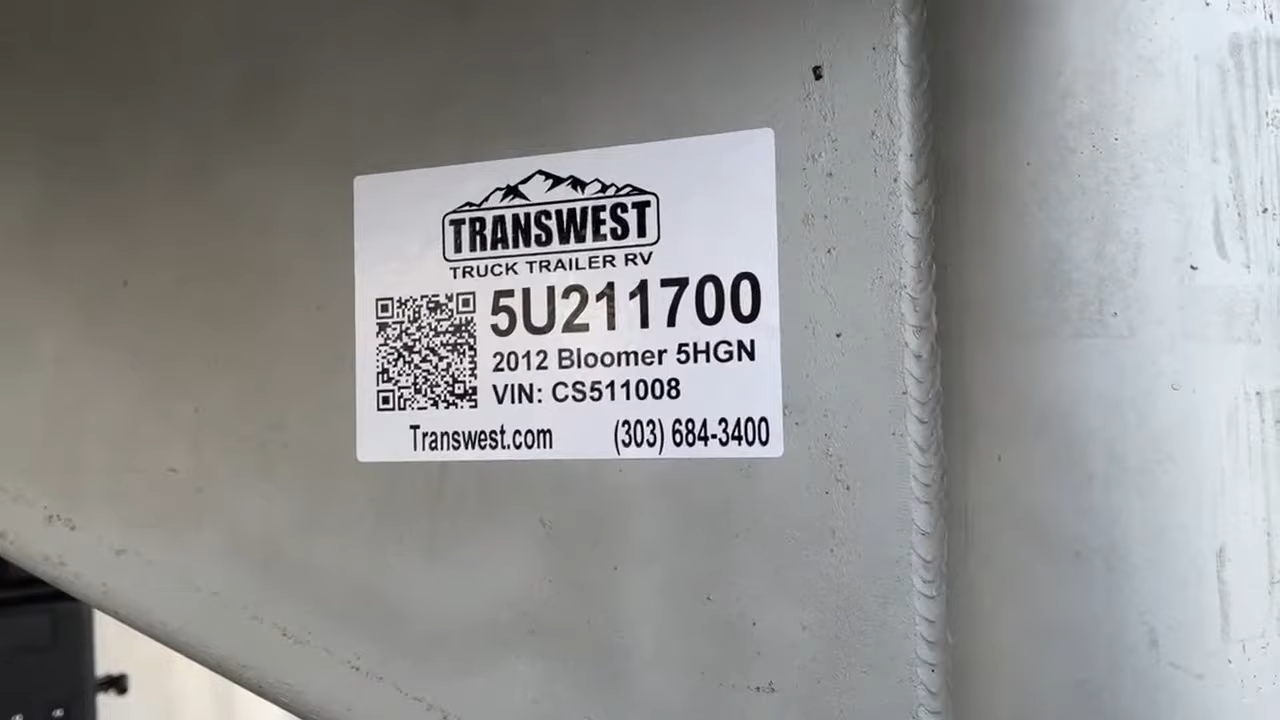 TRANSWEST
TRUCK TRAILER RV
5U211700
2012 Bloomer 5HGN
VIN: CS511008
Transwest.com (303) 684-3400